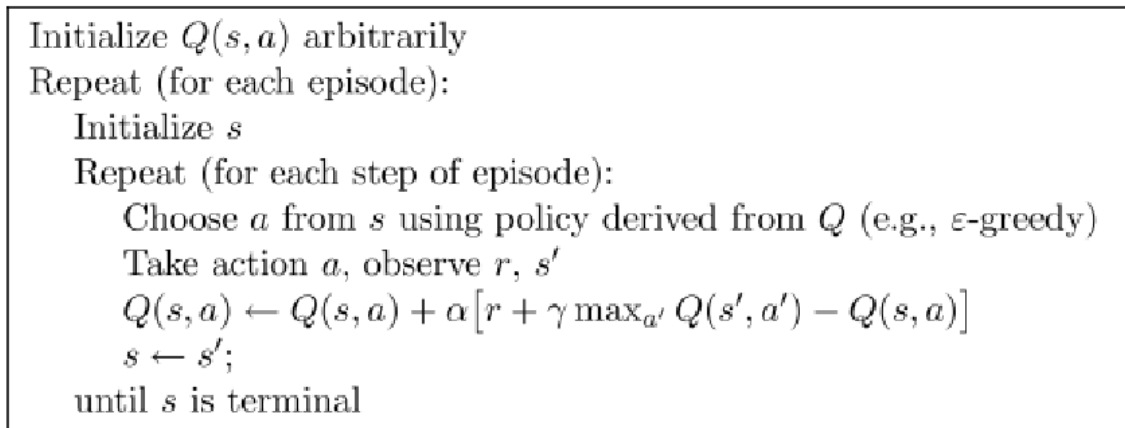 Initialize Q(s, a) arbitrarily
Repeat (for each episode):
Initialize s
Repeat (for each step of episode):
Choose a from s using policy derived from Q (e.g., ε-greedy)
Take action a, observe r, s′
Q(s, a) ← Q(s, a) + α[r + γ maxₐ′ Q(s′, a′) − Q(s, a)]
s ← s′;
until s is terminal